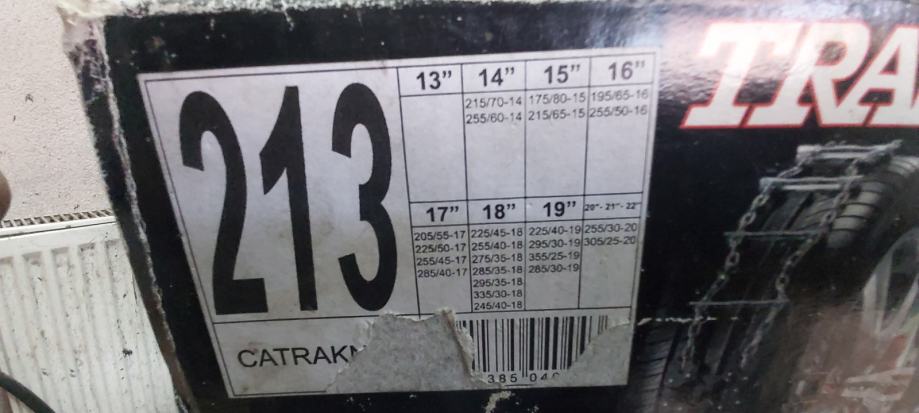 213
13" 14" 15" 16"
215/70-14 175/80-15 195/65-16
255/60-14 215/65-15 255/50-16
17" 18" 19" 20"- 21"- 22"
205/55-17 225/45-18 225/40-19 255/30-20
225/50-17 255/40-18 295/30-19 305/25-20
255/45-17 275/35-18 355/25-19
285/40-17 285/35-18 285/30-19
295/35-18
335/30-18
245/40-18
CATRAK
385 04
TRA